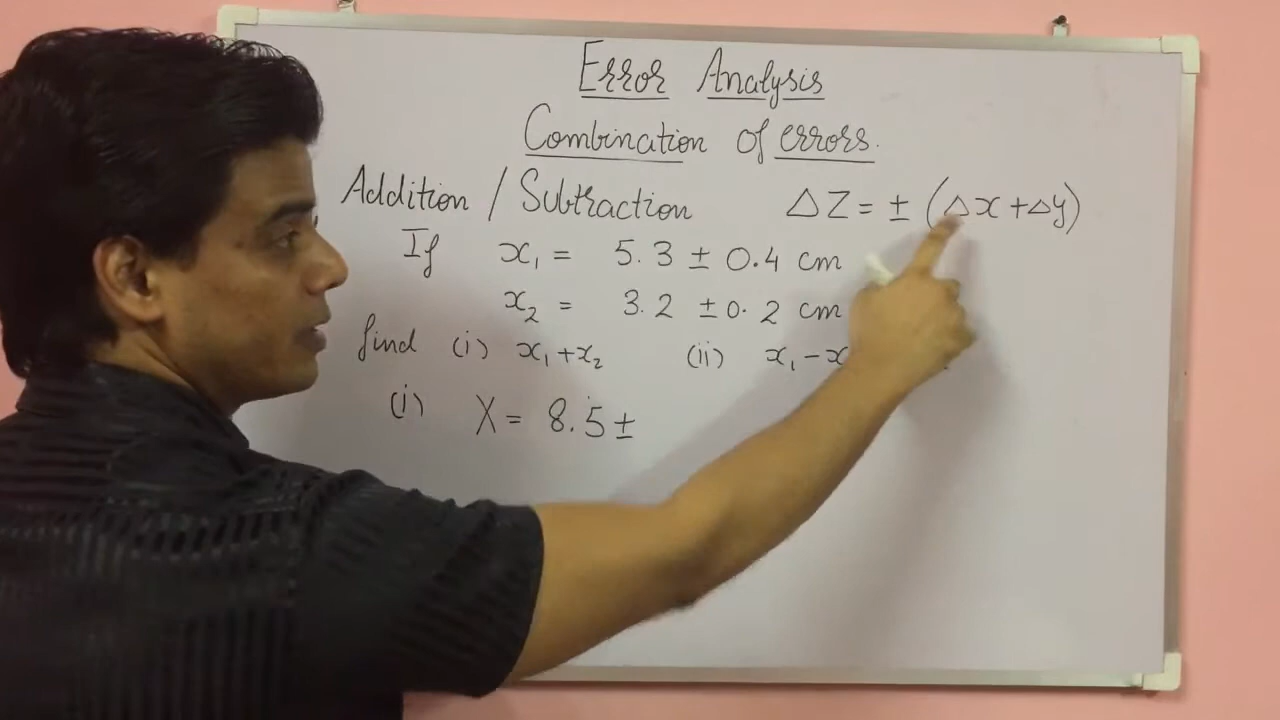 Error Analysis
Combination of errors.
Addition / Subtraction ΔZ = ± (Δx + Δy)
If x₁ = 5.3 ± 0.4 cm
x₂ = 3.2 ± 0.2 cm
find (i) x₁ + x₂ (ii) x₁ - x
(i) X = 8.5 ±